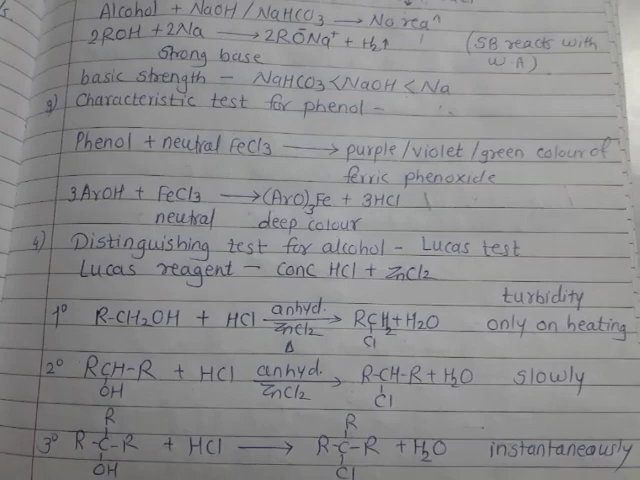 Alcohol + NaOH / NaHCO3 ⟶ No reaⁿ
2ROH + 2Na ⟶ 2RŌNa⁺ + H2↑ (SB reacts with
strong base W.A)
basic strength – NaHCO3 < NaOH < Na
3) Characteristic test for phenol –
Phenol + neutral FeCl3 ⟶ purple/violet/green colour of
ferric phenoxide
3ArOH + FeCl3 ⟶ (ArO)3Fe + 3HCl
neutral deep colour
4) Distinguishing test for alcohol – Lucas test
Lucas reagent – conc HCl + ZnCl2
turbidity
1° R-CH2OH + HCl anhyd. ⟶ RCH2 + H2O only on heating
ZnCl2 Cl
Δ
2° RCH-R + HCl anhyd. ⟶ R-CH-R + H2O slowly
OH ZnCl2 Cl
R R
3° R-C-R + HCl ⟶ R-C-R + H2O instantaneously
OH Cl